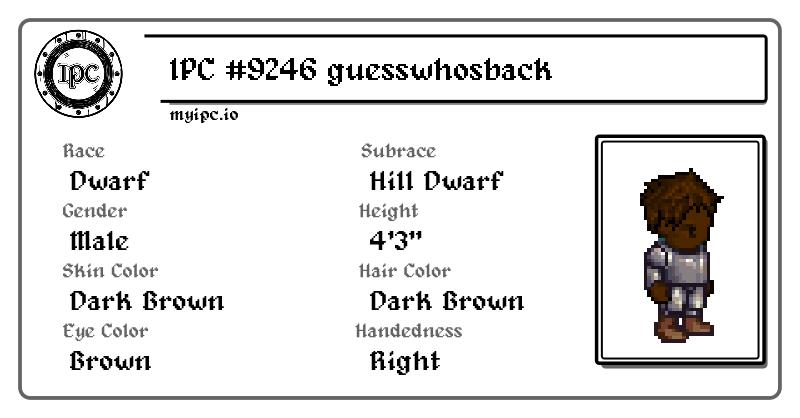 IPC
IPC #9246 guesswhosback
myipc.io
Race
Dwarf
Subrace
Hill Dwarf
Gender
Male
Height
4'3"
Skin Color
Dark Brown
Hair Color
Dark Brown
Eye Color
Brown
Handedness
Right